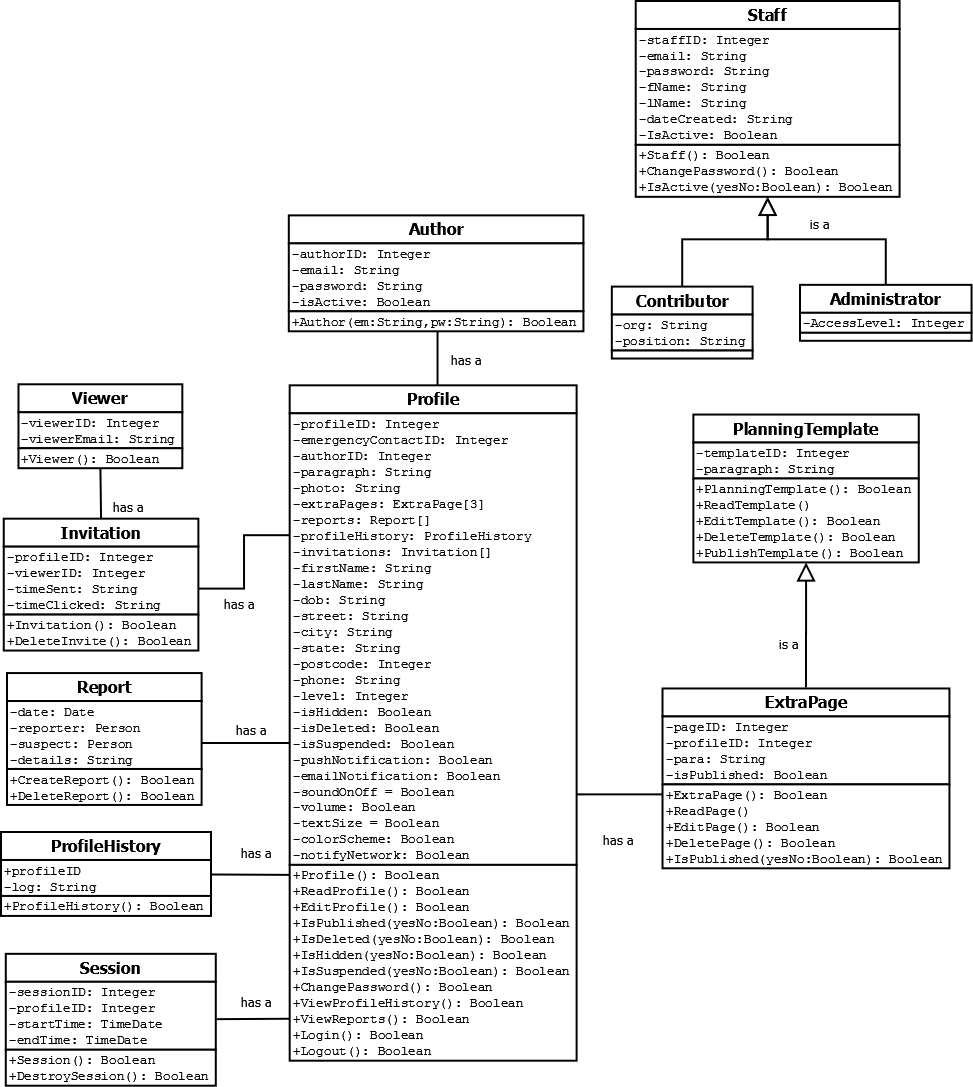 Staff
-staffID: Integer
-email: String
-password: String
-fName: String
-lName: String
-dateCreated: String
-IsActive: Boolean
+Staff(): Boolean
+ChangePassword(): Boolean
+IsActive(yesNo:Boolean): Boolean
is a
Contributor
-org: String
-position: String
Administrator
-AccessLevel: Integer
Author
-authorID: Integer
-email: String
-password: String
-isActive: Boolean
+Author(em:String,pw:String): Boolean
has a
Viewer
-viewerID: Integer
-viewerEmail: String
+Viewer(): Boolean
has a
Invitation
-profileID: Integer
-viewerID: Integer
-timeSent: String
-timeClicked: String
+Invitation(): Boolean
+DeleteInvite(): Boolean
has a
Report
-date: Date
-reporter: Person
-suspect: Person
-details: String
+CreateReport(): Boolean
+DeleteReport(): Boolean
has a
ProfileHistory
+profileID
-log: String
+ProfileHistory(): Boolean
has a
Session
-sessionID: Integer
-profileID: Integer
-startTime: TimeDate
-endTime: TimeDate
+Session(): Boolean
+DestroySession(): Boolean
has a
Profile
-profileID: Integer
-emergencyContactID: Integer
-authorID: Integer
-paragraph: String
-photo: String
-extraPages: ExtraPage[3]
-reports: Report[]
-profileHistory: ProfileHistory
-invitations: Invitation[]
-firstName: String
-lastName: String
-dob: String
-street: String
-city: String
-state: String
-postcode: Integer
-phone: String
-level: Integer
-isHidden: Boolean
-isDeleted: Boolean
-isSuspended: Boolean
-pushNotification: Boolean
-emailNotification: Boolean
-soundOnOff = Boolean
-volume: Boolean
-textSize = Boolean
-colorScheme: Boolean
-notifyNetwork: Boolean
+Profile(): Boolean
+ReadProfile(): Boolean
+EditProfile(): Boolean
+IsPublished(yesNo:Boolean): Boolean
+IsDeleted(yesNo:Boolean): Boolean
+IsHidden(yesNo:Boolean): Boolean
+IsSuspended(yesNo:Boolean): Boolean
+ChangePassword(): Boolean
+ViewProfileHistory(): Boolean
+ViewReports(): Boolean
+Login(): Boolean
+Logout(): Boolean
has a
PlanningTemplate
-templateID: Integer
-paragraph: String
+PlanningTemplate(): Boolean
+ReadTemplate()
+EditTemplate(): Boolean
+DeleteTemplate(): Boolean
+PublishTemplate(): Boolean
is a
ExtraPage
-pageID: Integer
-profileID: Integer
-para: String
-isPublished: Boolean
+ExtraPage(): Boolean
+ReadPage()
+EditPage(): Boolean
+DeletePage(): Boolean
+IsPublished(yesNo:Boolean): Boolean